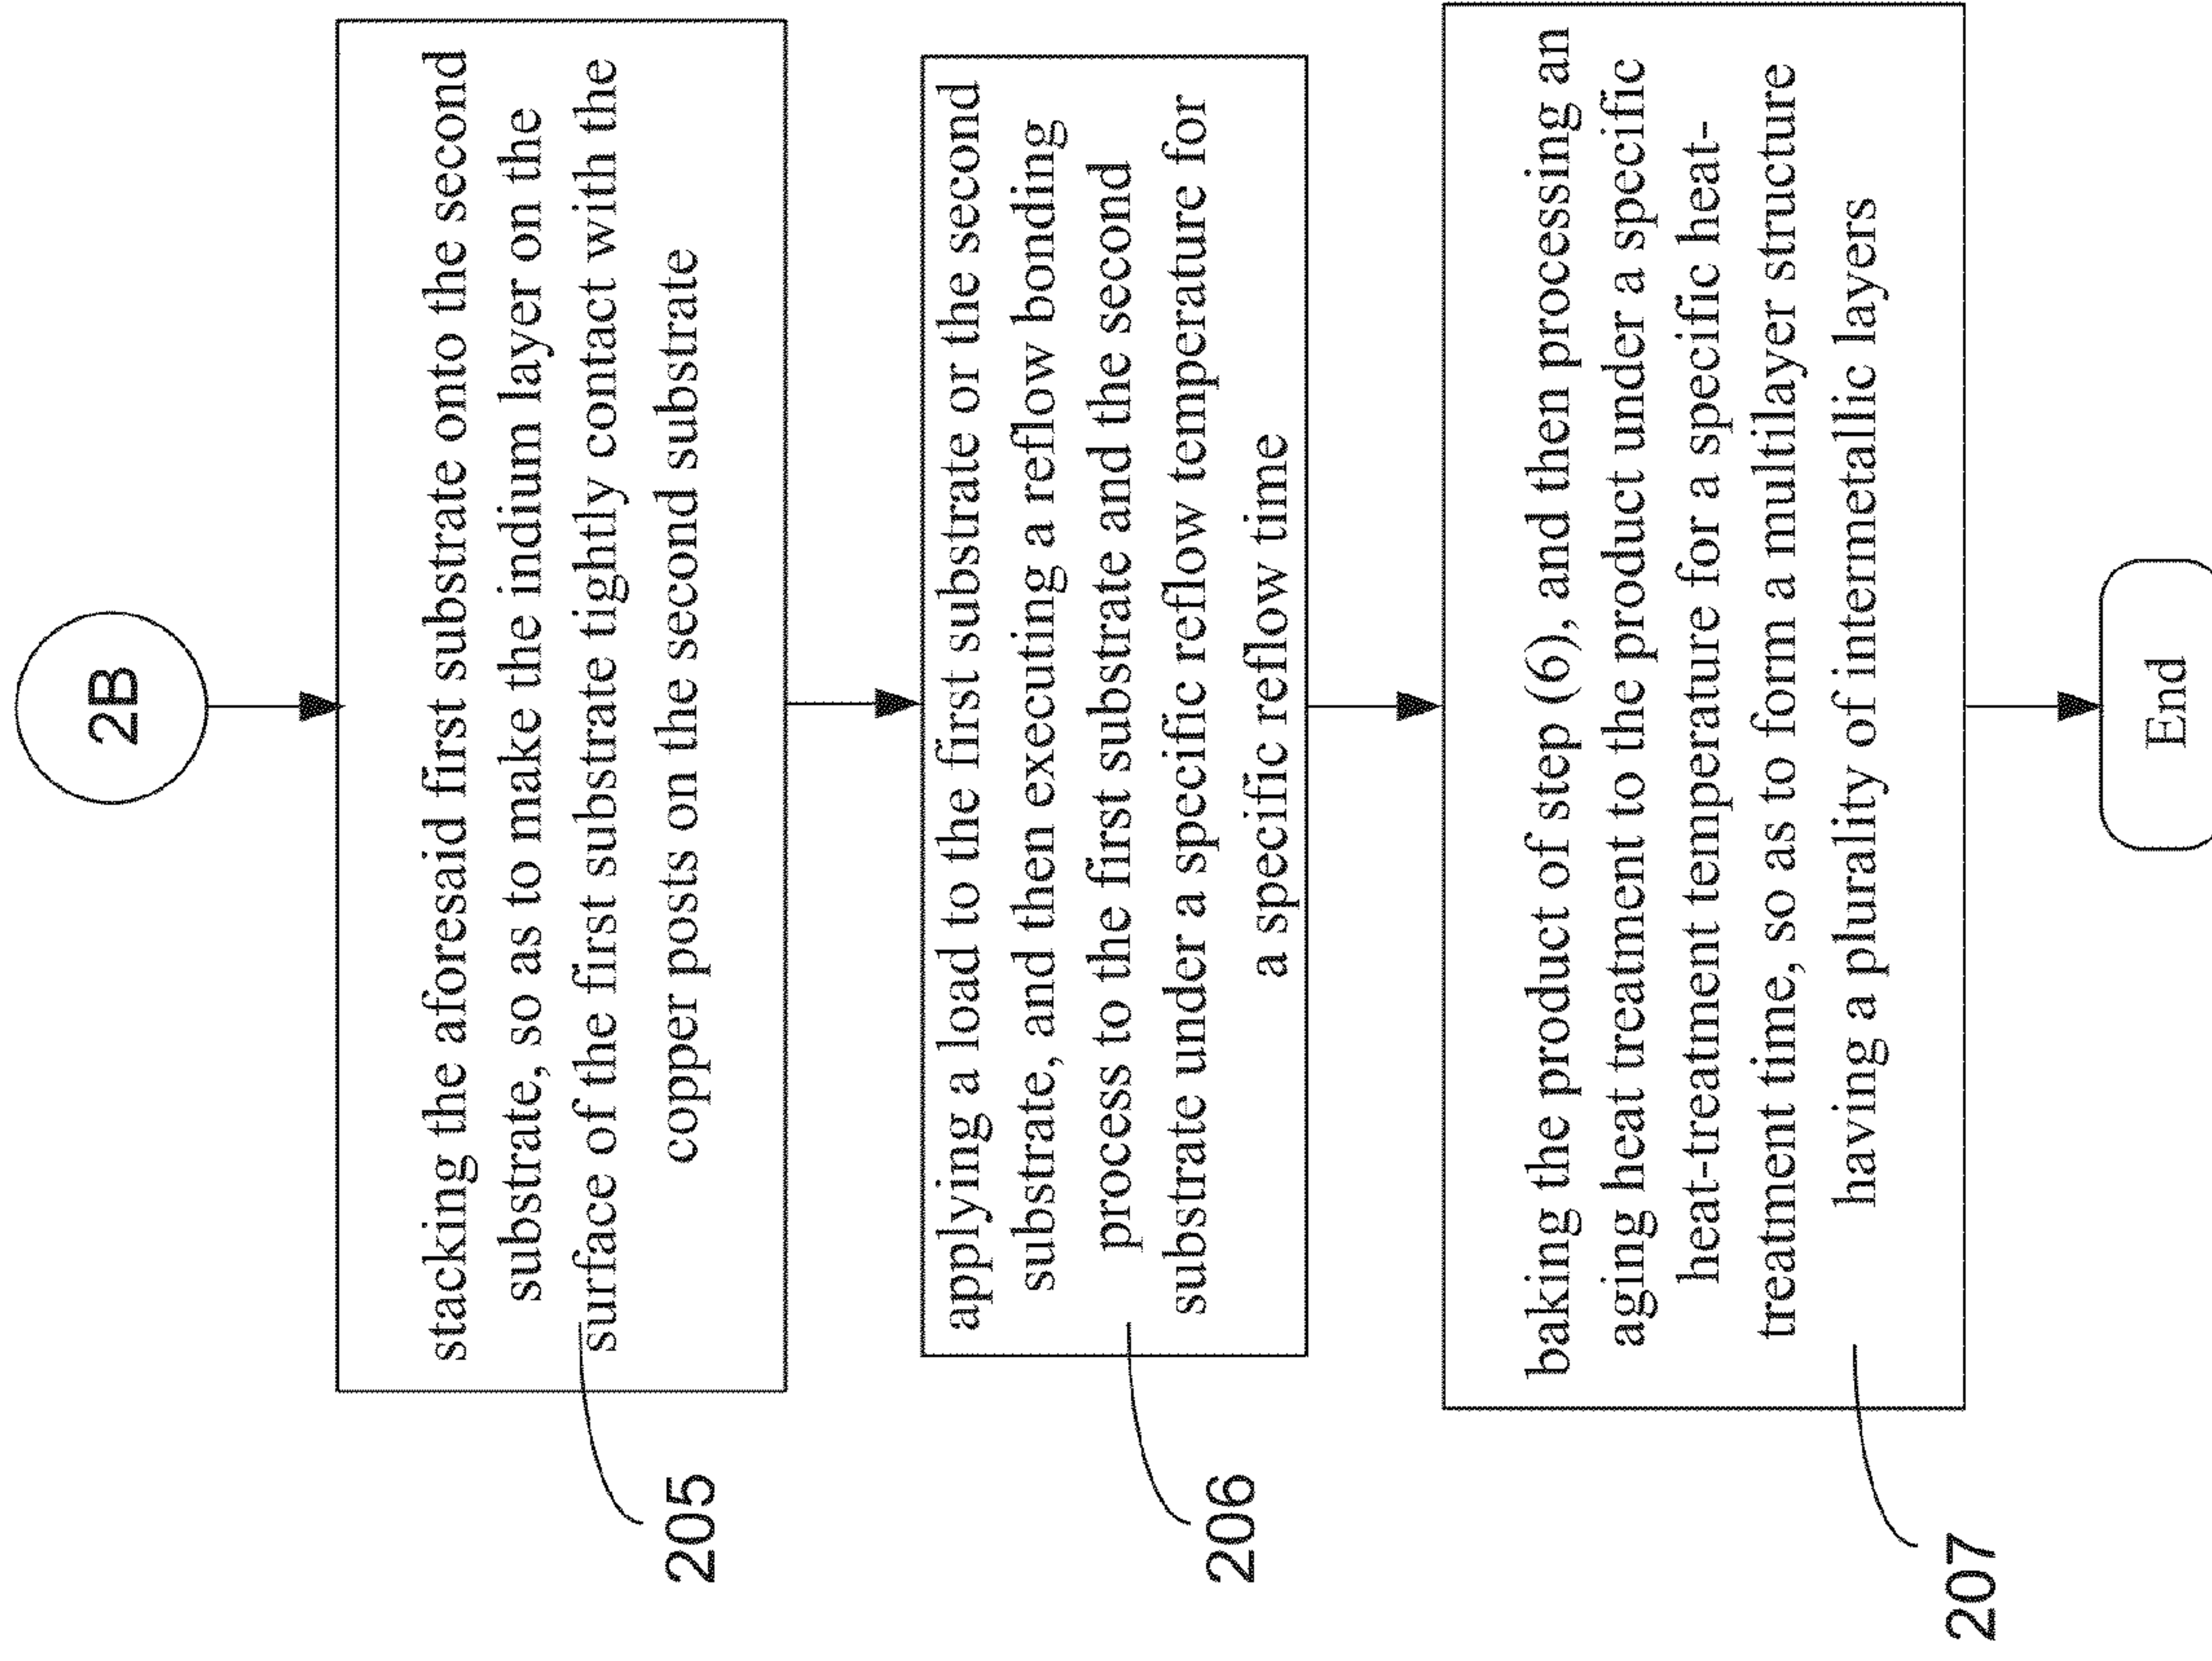 2B
stacking the aforesaid first substrate onto the second
substrate, so as to make the indium layer on the
surface of the first substrate tightly contact with the
copper posts on the second substrate
205
applying a load to the first substrate or the second
substrate, and then executing a reflow bonding
process to the first substrate and the second
substrate under a specific reflow temperature for
a specific reflow time
206
baking the product of step (6), and then processing an
aging heat treatment to the product under a specific
heat-treatment temperature for a specific heat-
treatment time, so as to form a multilayer structure
having a plurality of intermetallic layers
207
End